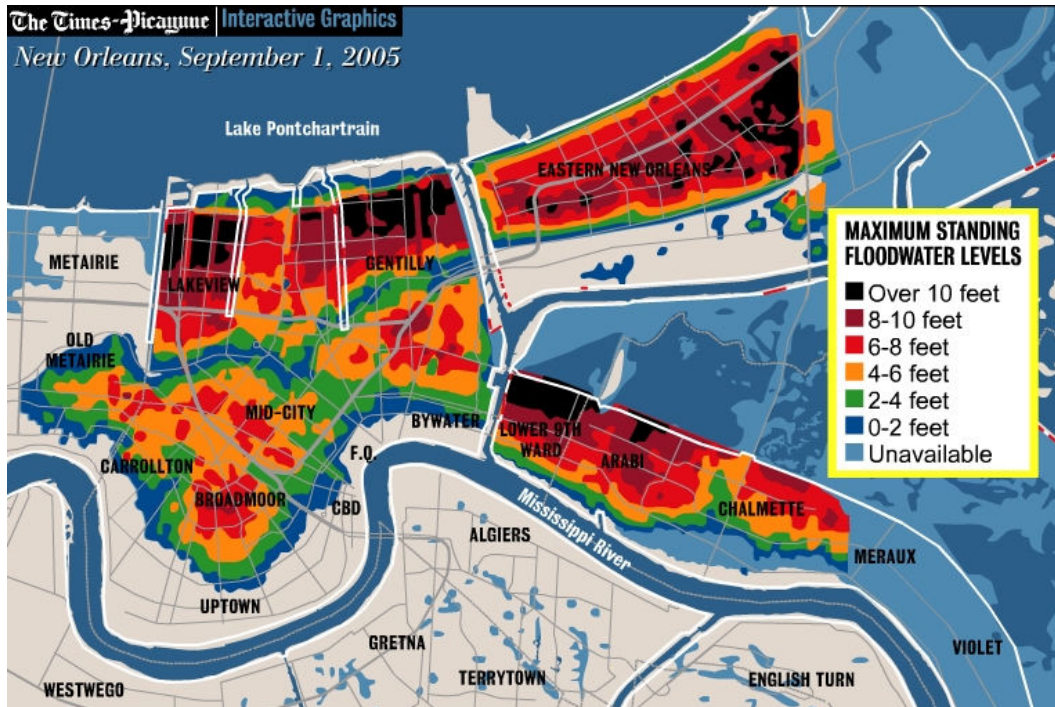 The Times-Picayune
Interactive Graphics
New Orleans, September 1, 2005
Lake Pontchartrain
EASTERN NEW ORLEANS
METAIRIE
LAKEVIEW
GENTILLY
OLD
METAIRIE
MID-CITY
BYWATER
CARROLLTON
F.Q.
BROADMOOR
CBD
UPTOWN
LOWER 9TH
WARD
ARABI
CHALMETTE
Mississippi River
ALGIERS
MERAUX
GRETNA
TERRYTOWN
VIOLET
WESTWEGO
ENGLISH TURN
MAXIMUM STANDING
FLOODWATER LEVELS
Over 10 feet
8-10 feet
6-8 feet
4-6 feet
2-4 feet
0-2 feet
Unavailable